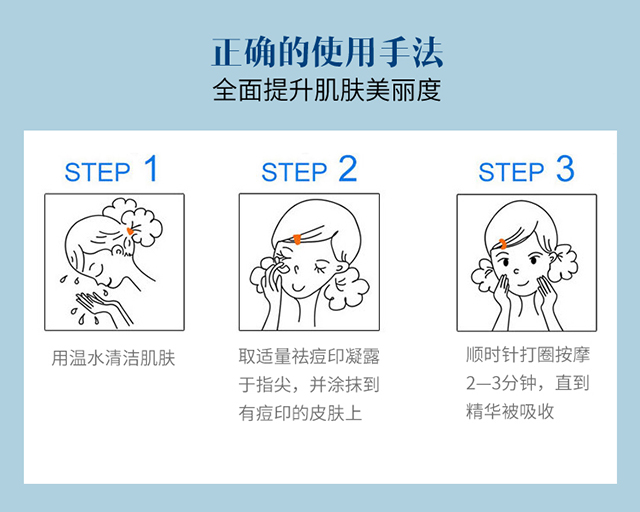 正确的使用手法
全面提升肌肤美丽度
STEP 1
用温水清洁肌肤
STEP 2
取适量祛痘印凝露
于指尖，并涂抹到
有痘印的皮肤上
STEP 3
顺时针打圈按摩
2—3分钟，直到
精华被吸收